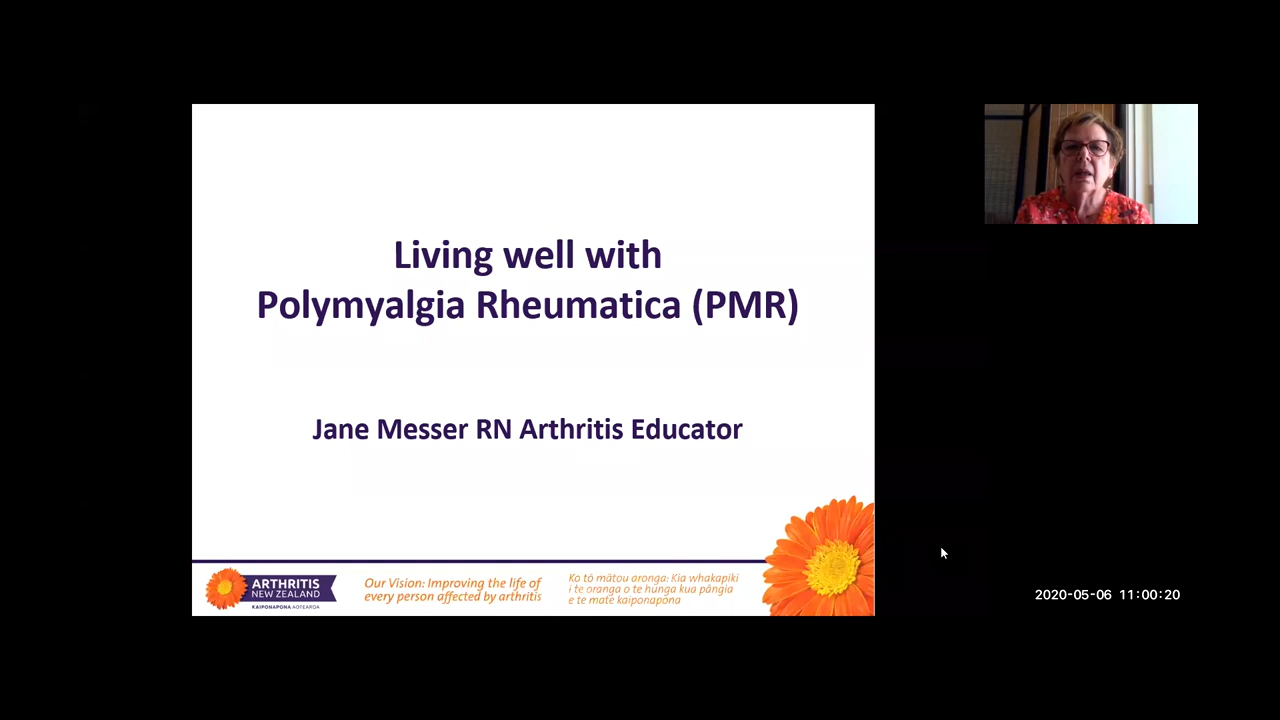 Living well with
Polymyalgia Rheumatica (PMR)
Jane Messer RN Arthritis Educator
ARTHRITIS
NEW ZEALAND
KAIPONAPONA AOTEAROA
Our Vision: Improving the life of
every person affected by arthritis
Ko tō mātou aronga: Kia whakapiki
i te oranga o te hunga kua pāngia
e te mate kaiponapona
2020-05-06 11:00:20